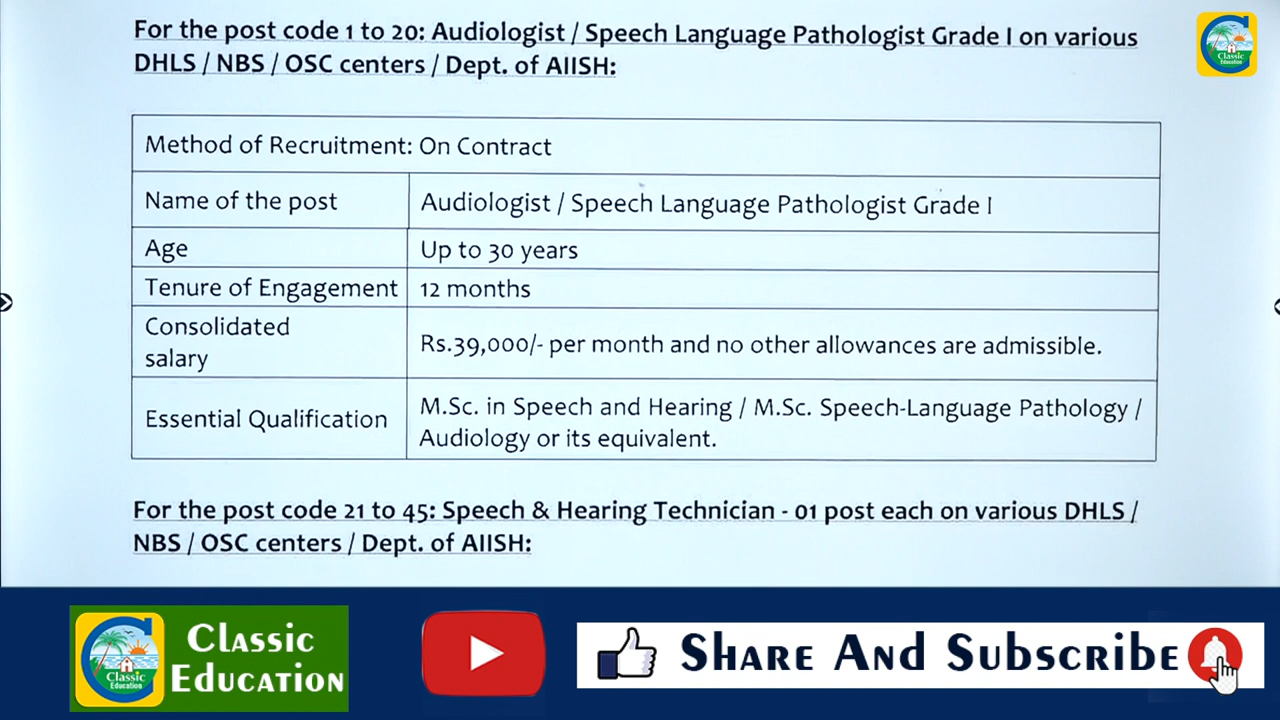 For the post code 1 to 20: Audiologist / Speech Language Pathologist Grade I on various
DHLS / NBS / OSC centers / Dept. of AIISH:
Classic
Education
Method of Recruitment: On Contract
Name of the post
Audiologist / Speech Language Pathologist Grade I
Age
Up to 30 years
Tenure of Engagement
12 months
Consolidated
salary
Rs.39,000/- per month and no other allowances are admissible.
Essential Qualification
M.Sc. in Speech and Hearing / M.Sc. Speech-Language Pathology /
Audiology or its equivalent.
For the post code 21 to 45: Speech & Hearing Technician - 01 post each on various DHLS /
NBS / OSC centers / Dept. of AIISH:
Classic
Education
Classic
Education
Share And Subscribe